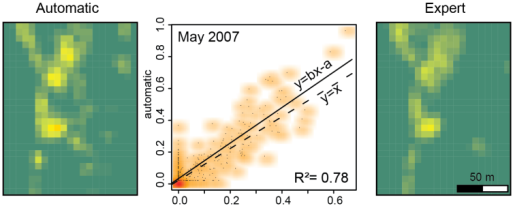 Automatic
Expert
May 2007
automatic
1.0
0.8
0.6
0.4
0.2
0.0
y=bx-a
y=x
R²= 0.78
0.0 0.2 0.4 0.6
50 m